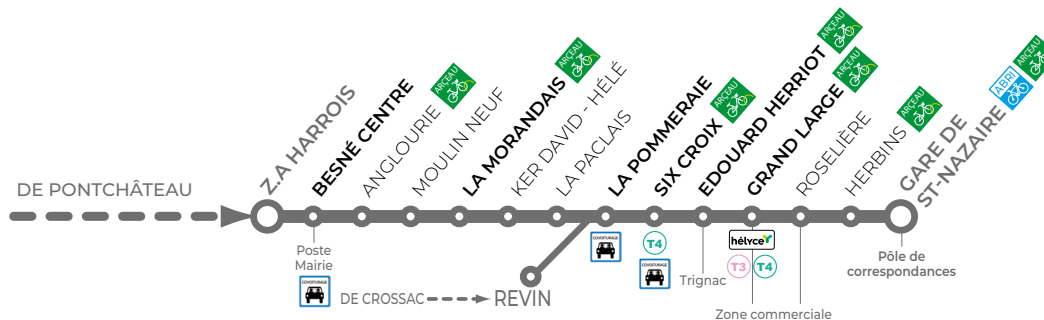 DE PONTCHÂTEAU
Z.A HARROIS
BESNÉ CENTRE
ANGLOURIE
ARCEAU
MOULIN NEUF
LA MORANDAIS
ARCEAU
KER DAVID - HÉLÉ
LA PACLAIS
LA POMMERAIE
SIX CROIX
ARCEAU
EDOUARD HERRIOT
ARCEAU
GRAND LARGE
ARCEAU
ROSELIÈRE
HERBINS
ARCEAU
GARE DE
ST-NAZAIRE
ABRI
ARCEAU
Poste
Mairie
COVOITURAGE
DE CROSSAC
REVIN
COVOITURAGE
T4
COVOITURAGE
Trignac
hélyce
T3 T4
Zone commerciale
Pôle de
correspondances